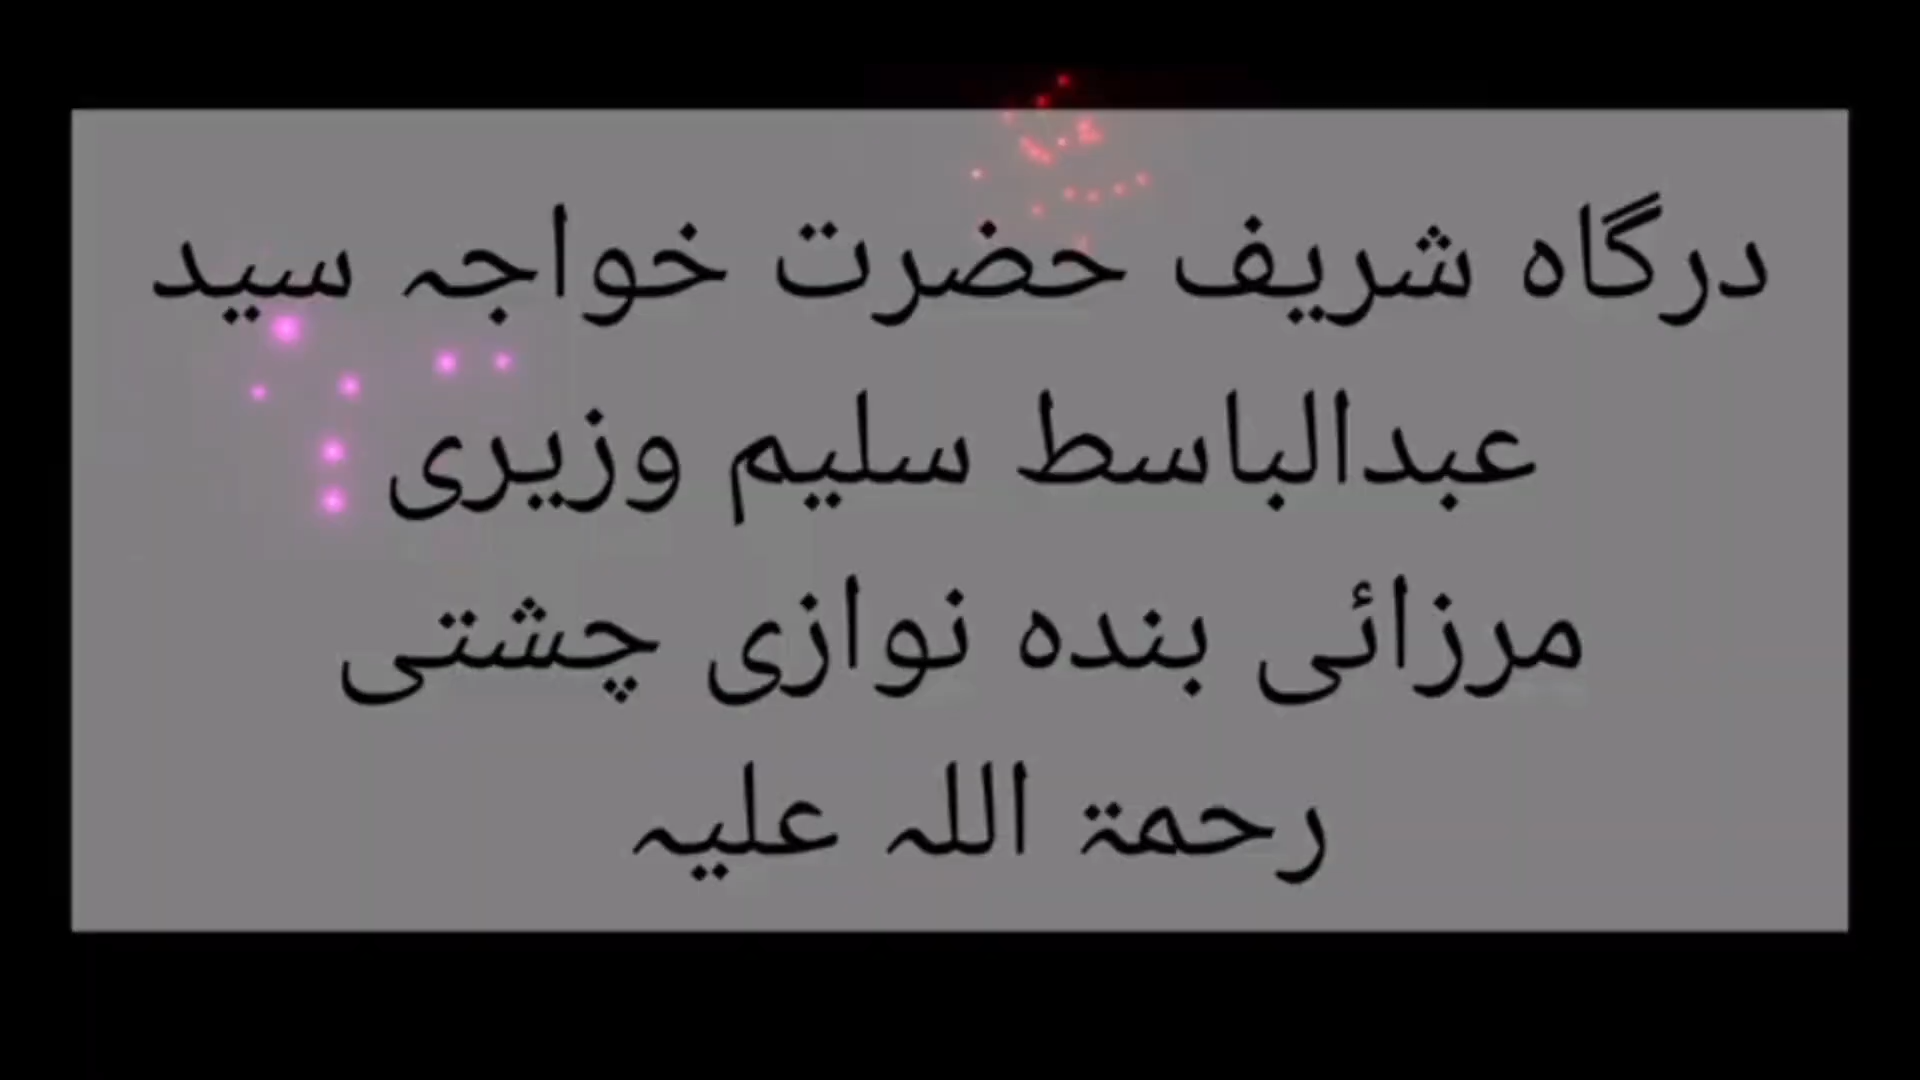 درگاہ شریف حضرت خواجہ سید
عبدالباسط سلیم وزیری
مرزائی بندہ نوازی چشتی
رحمۃ اللہ علیہ